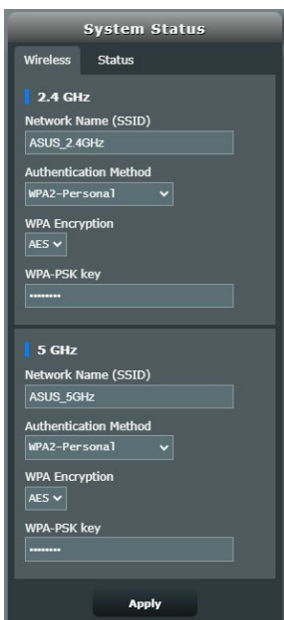 System Status
Wireless Status
2.4 GHz
Network Name (SSID)
ASUS_2.4GHz
Authentication Method
WPA2-Personal
WPA Encryption
AES
WPA-PSK key
••••••••
5 GHz
Network Name (SSID)
ASUS_5GHz
Authentication Method
WPA2-Personal
WPA Encryption
AES
WPA-PSK key
••••••••
Apply